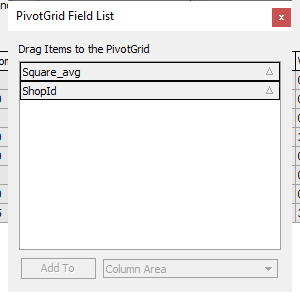 PivotGrid Field List
x
Drag Items to the PivotGrid
Square_avg
ShopId
Add To
Column Area